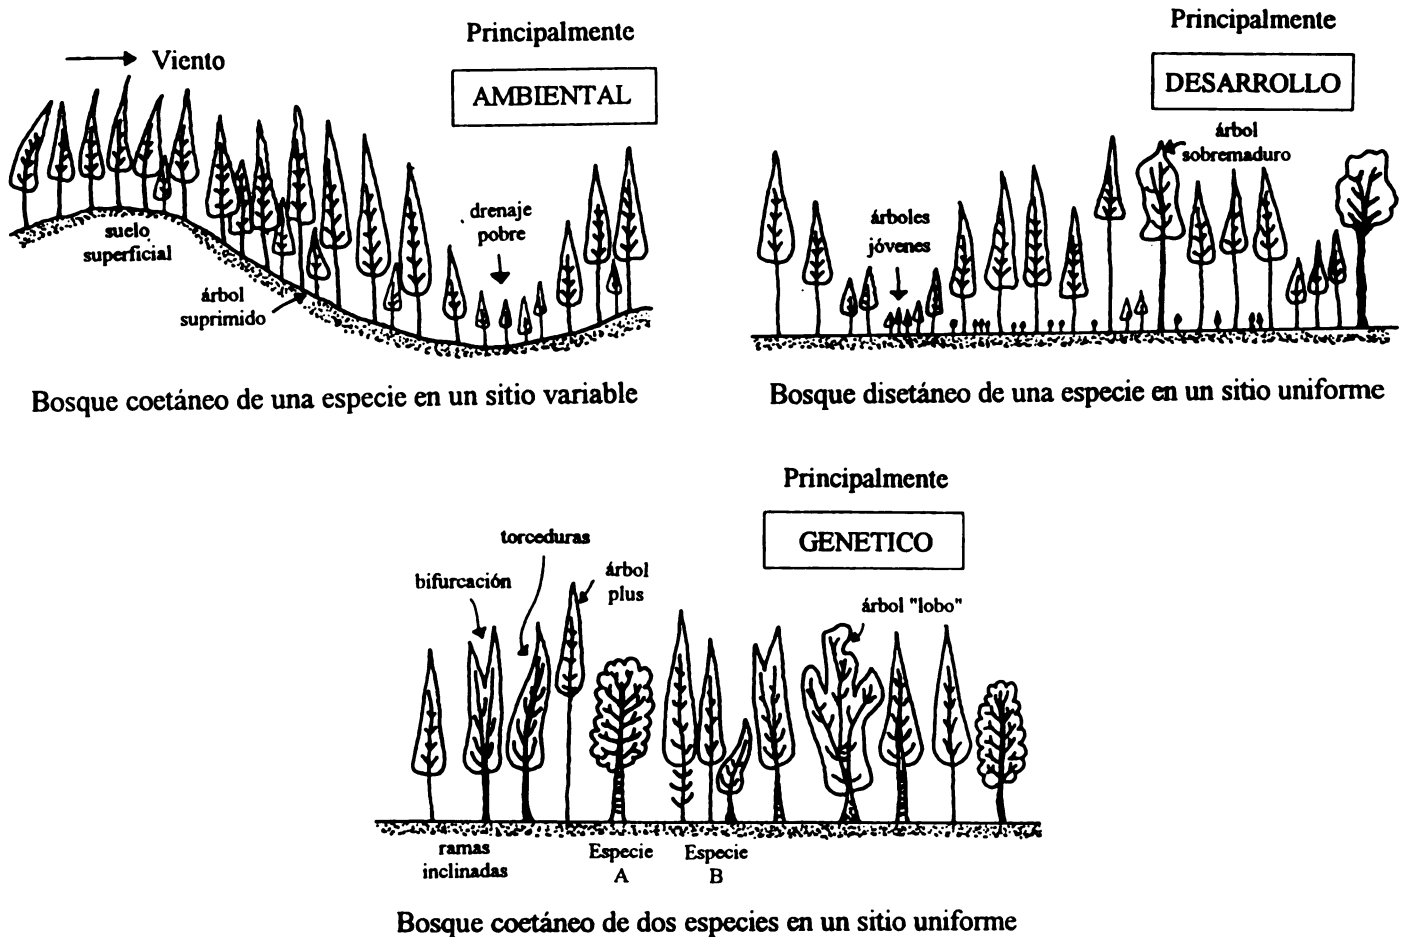 Principalmente
AMBIENTAL
Viento
suelo
superficial
árbol
suprimido
drenaje
pobre
Bosque coetáneo de una especie en un sitio variable
Principalmente
DESARROLLO
árbol
sobremaduro
árboles
jóvenes
Bosque disetáneo de una especie en un sitio uniforme
Principalmente
GENETICO
torceduras
bifurcación
árbol
plus
árbol "lobo"
ramas
inclinadas
Especie
A
Especie
B
Bosque coetáneo de dos especies en un sitio uniforme